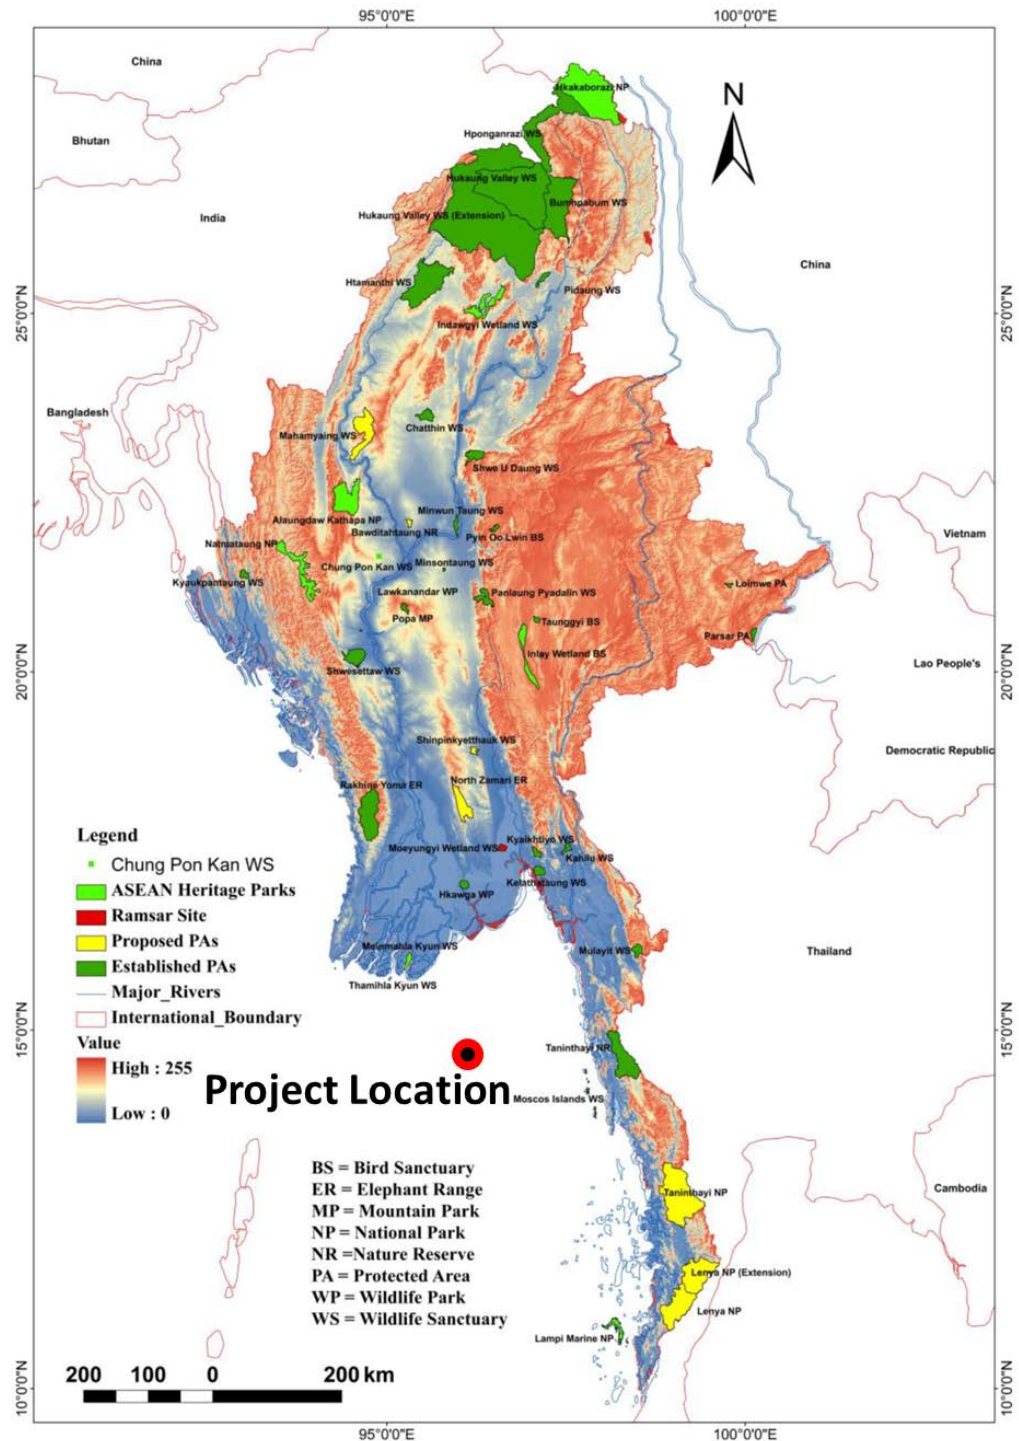 95°0'0"E
100°0'0"E
China
Hkakaborazi NP
N
Hponganrazi WS
Bhutan
Hukaung Valley WS
Bumhpabum WS
Hukaung Valley WS (Extension)
India
China
Htamanthi WS
Pidaung WS
25°0'0"N
25°0'0"N
Indawgyi Wetland WS
Bangladesh
Chatthin WS
Mahamyaing WS
Shwe U Daung WS
Minwun Taung WS
Alaungdaw Kathapa NP
Bawditahtaung NR
Pyin Oo Lwin BS
Vietnam
Natmataung NP
Chung Pon Kan WS
Minsontaung WS
Kyaukpantaung WS
Loimwe PA
Lawkanandar WP
Panlaung Pyadalin WS
Popa MP
Taunggyi BS
Parsar PA
Inlay Wetland BS
Lao People's
Shwesettaw WS
20°0'0"N
20°0'0"N
Shinpinkyetthauk WS
Democratic Republic
Rakhine Yoma ER
North Zamari ER
Legend
Kyaikhtiyo WS
Moeyungyi Wetland WS
Kahilu WS
Chung Pon Kan WS
Kelathataung WS
ASEAN Heritage Parks
Hkawga WP
Ramsar Site
Proposed PAs
Meinmahla Kyun WS
Mulayit WS
Thailand
Established PAs
Thamihla Kyun WS
Major_Rivers
International_Boundary
15°0'0"N
15°0'0"N
Value
Taninthayi NR
High : 255
Project Location
Moscos Islands WS
Low : 0
BS = Bird Sanctuary
ER = Elephant Range
MP = Mountain Park
NP = National Park
NR =Nature Reserve
PA = Protected Area
WP = Wildlife Park
WS = Wildlife Sanctuary
Taninthayi NP
Cambodia
Lenya NP (Extension)
Lenya NP
Lampi Marine NP
200 100 0 200 km
10°0'0"N
10°0'0"N
95°0'0"E
100°0'0"E